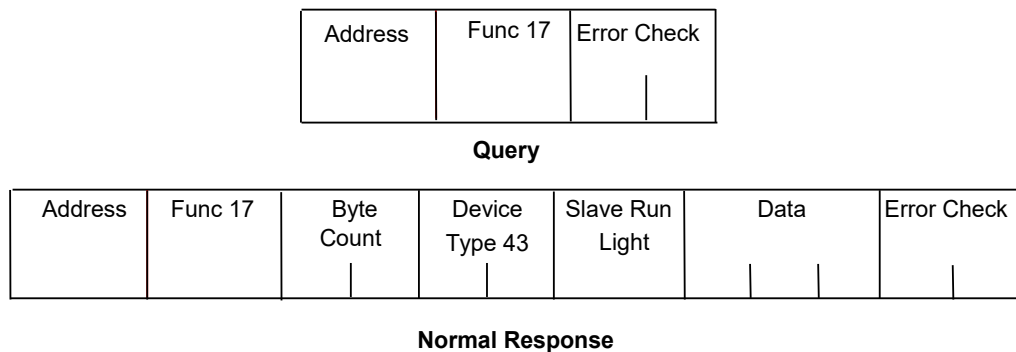 Address Func 17 Error Check
Query
Address Func 17 Byte Count Device Type 43 Slave Run Light Data Error Check
Normal Response